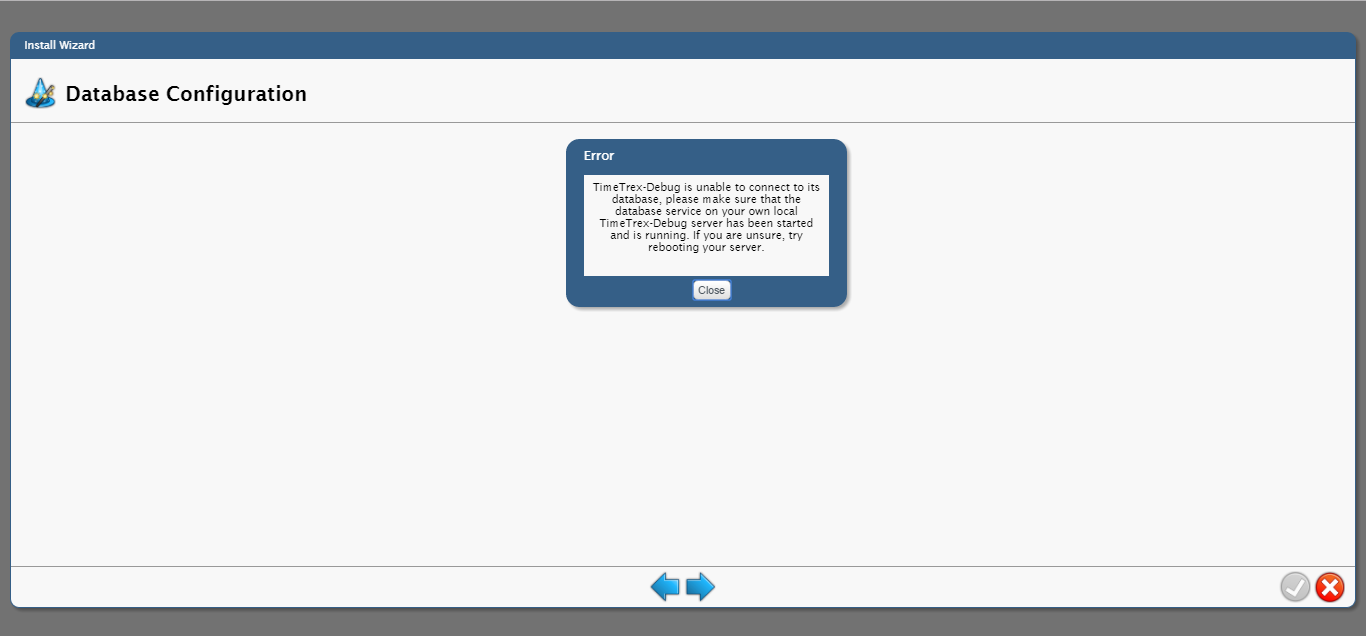 Install Wizard
Database Configuration
Error
TimeTrex-Debug is unable to connect to its
database, please make sure that the
database service on your own local
TimeTrex-Debug server has been started
and is running. If you are unsure, try
rebooting your server.
Close